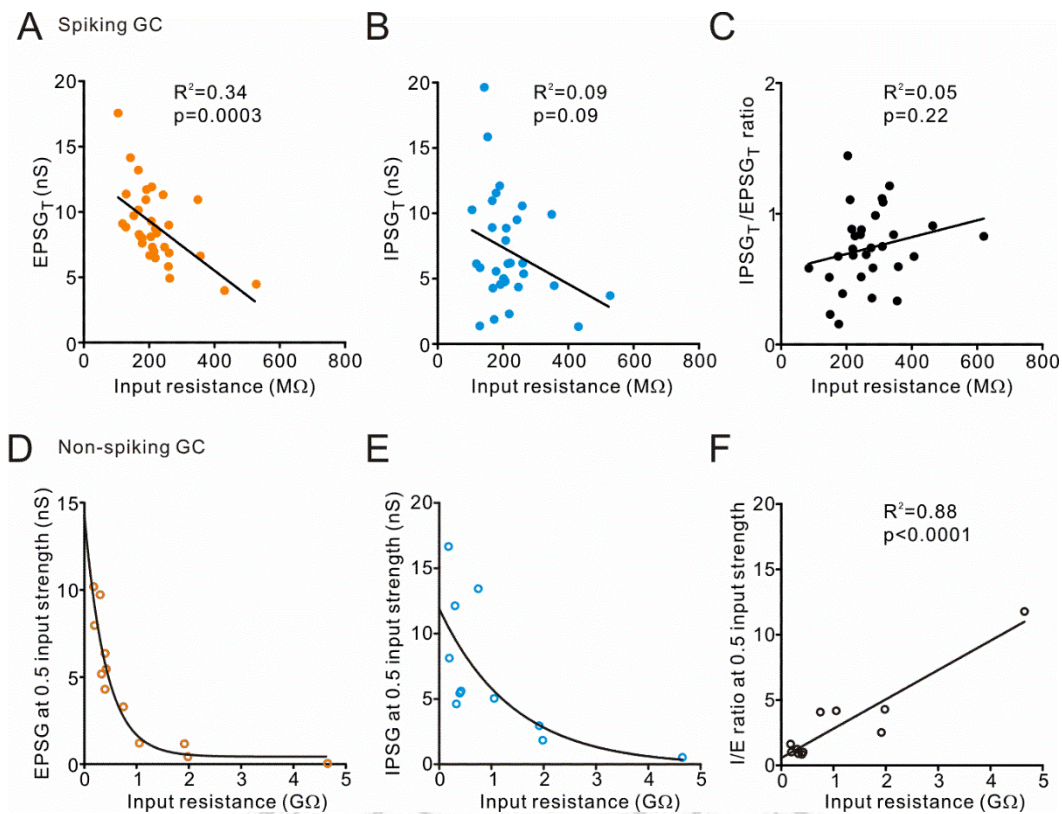 A Spiking GC
R²=0.34
p=0.0003
EPSG_T (nS)
20
15
10
5
0
0 200 400 600 800
Input resistance (MΩ)
B
R²=0.09
p=0.09
IPSG_T (nS)
20
15
10
5
0
0 200 400 600 800
Input resistance (MΩ)
C
R²=0.05
p=0.22
IPSG_T/EPSG_T ratio
2
1
0
0 200 400 600 800
Input resistance (MΩ)
D Non-spiking GC
EPSG at 0.5 input strength (nS)
15
10
5
0
0 1 2 3 4 5
Input resistance (GΩ)
E
IPSG at 0.5 input strength (nS)
20
15
10
5
0
0 1 2 3 4 5
Input resistance (GΩ)
F
R²=0.88
p<0.0001
I/E ratio at 0.5 input strength
20
15
10
5
0
0 1 2 3 4 5
Input resistance (GΩ)